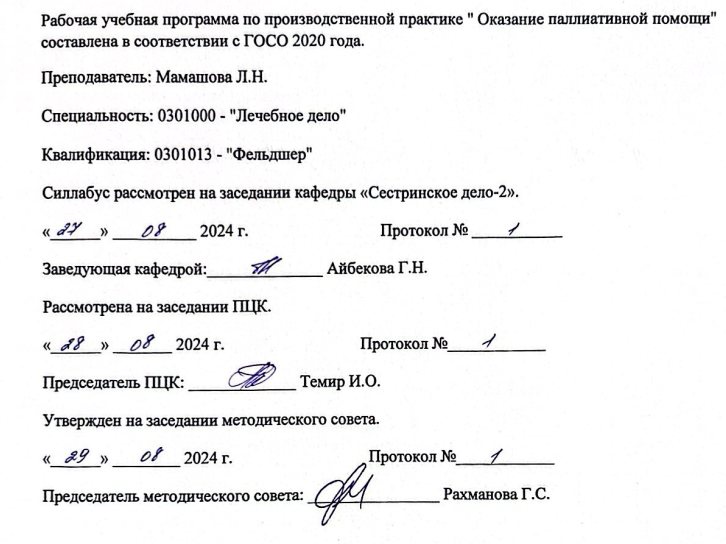 Рабочая учебная программа по производственной практике " Оказание паллиативной помощи"
составлена в соответствии с ГОСО 2020 года.
Преподаватель: Мамашова Л.Н.
Специальность: 0301000 - "Лечебное дело"
Квалификация: 0301013 - "Фельдшер"
Силлабус рассмотрен на заседании кафедры «Сестринское дело-2».
« 27 » 08 2024 г. Протокол № 1
Заведующая кафедрой: Айбекова Г.Н.
Рассмотрена на заседании ПЦК.
« 28 » 08 2024 г. Протокол № 1
Председатель ПЦК: Темир И.О.
Утвержден на заседании методического совета.
« 29 » 08 2024 г. Протокол № 1
Председатель методического совета: Рахманова Г.С.